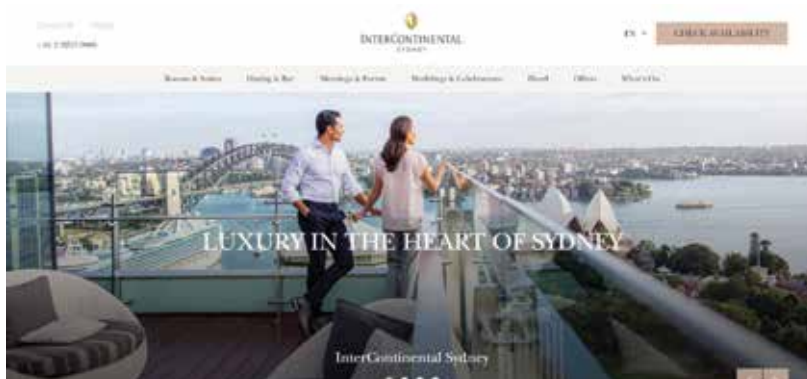 INTERCONTINENTAL
SYDNEY
EN
CHECK AVAILABILITY
Rooms & Suites Dining & Bar Meetings & Events Weddings & Celebrations Hotel Offers What's On
LUXURY IN THE HEART OF SYDNEY
InterContinental Sydney